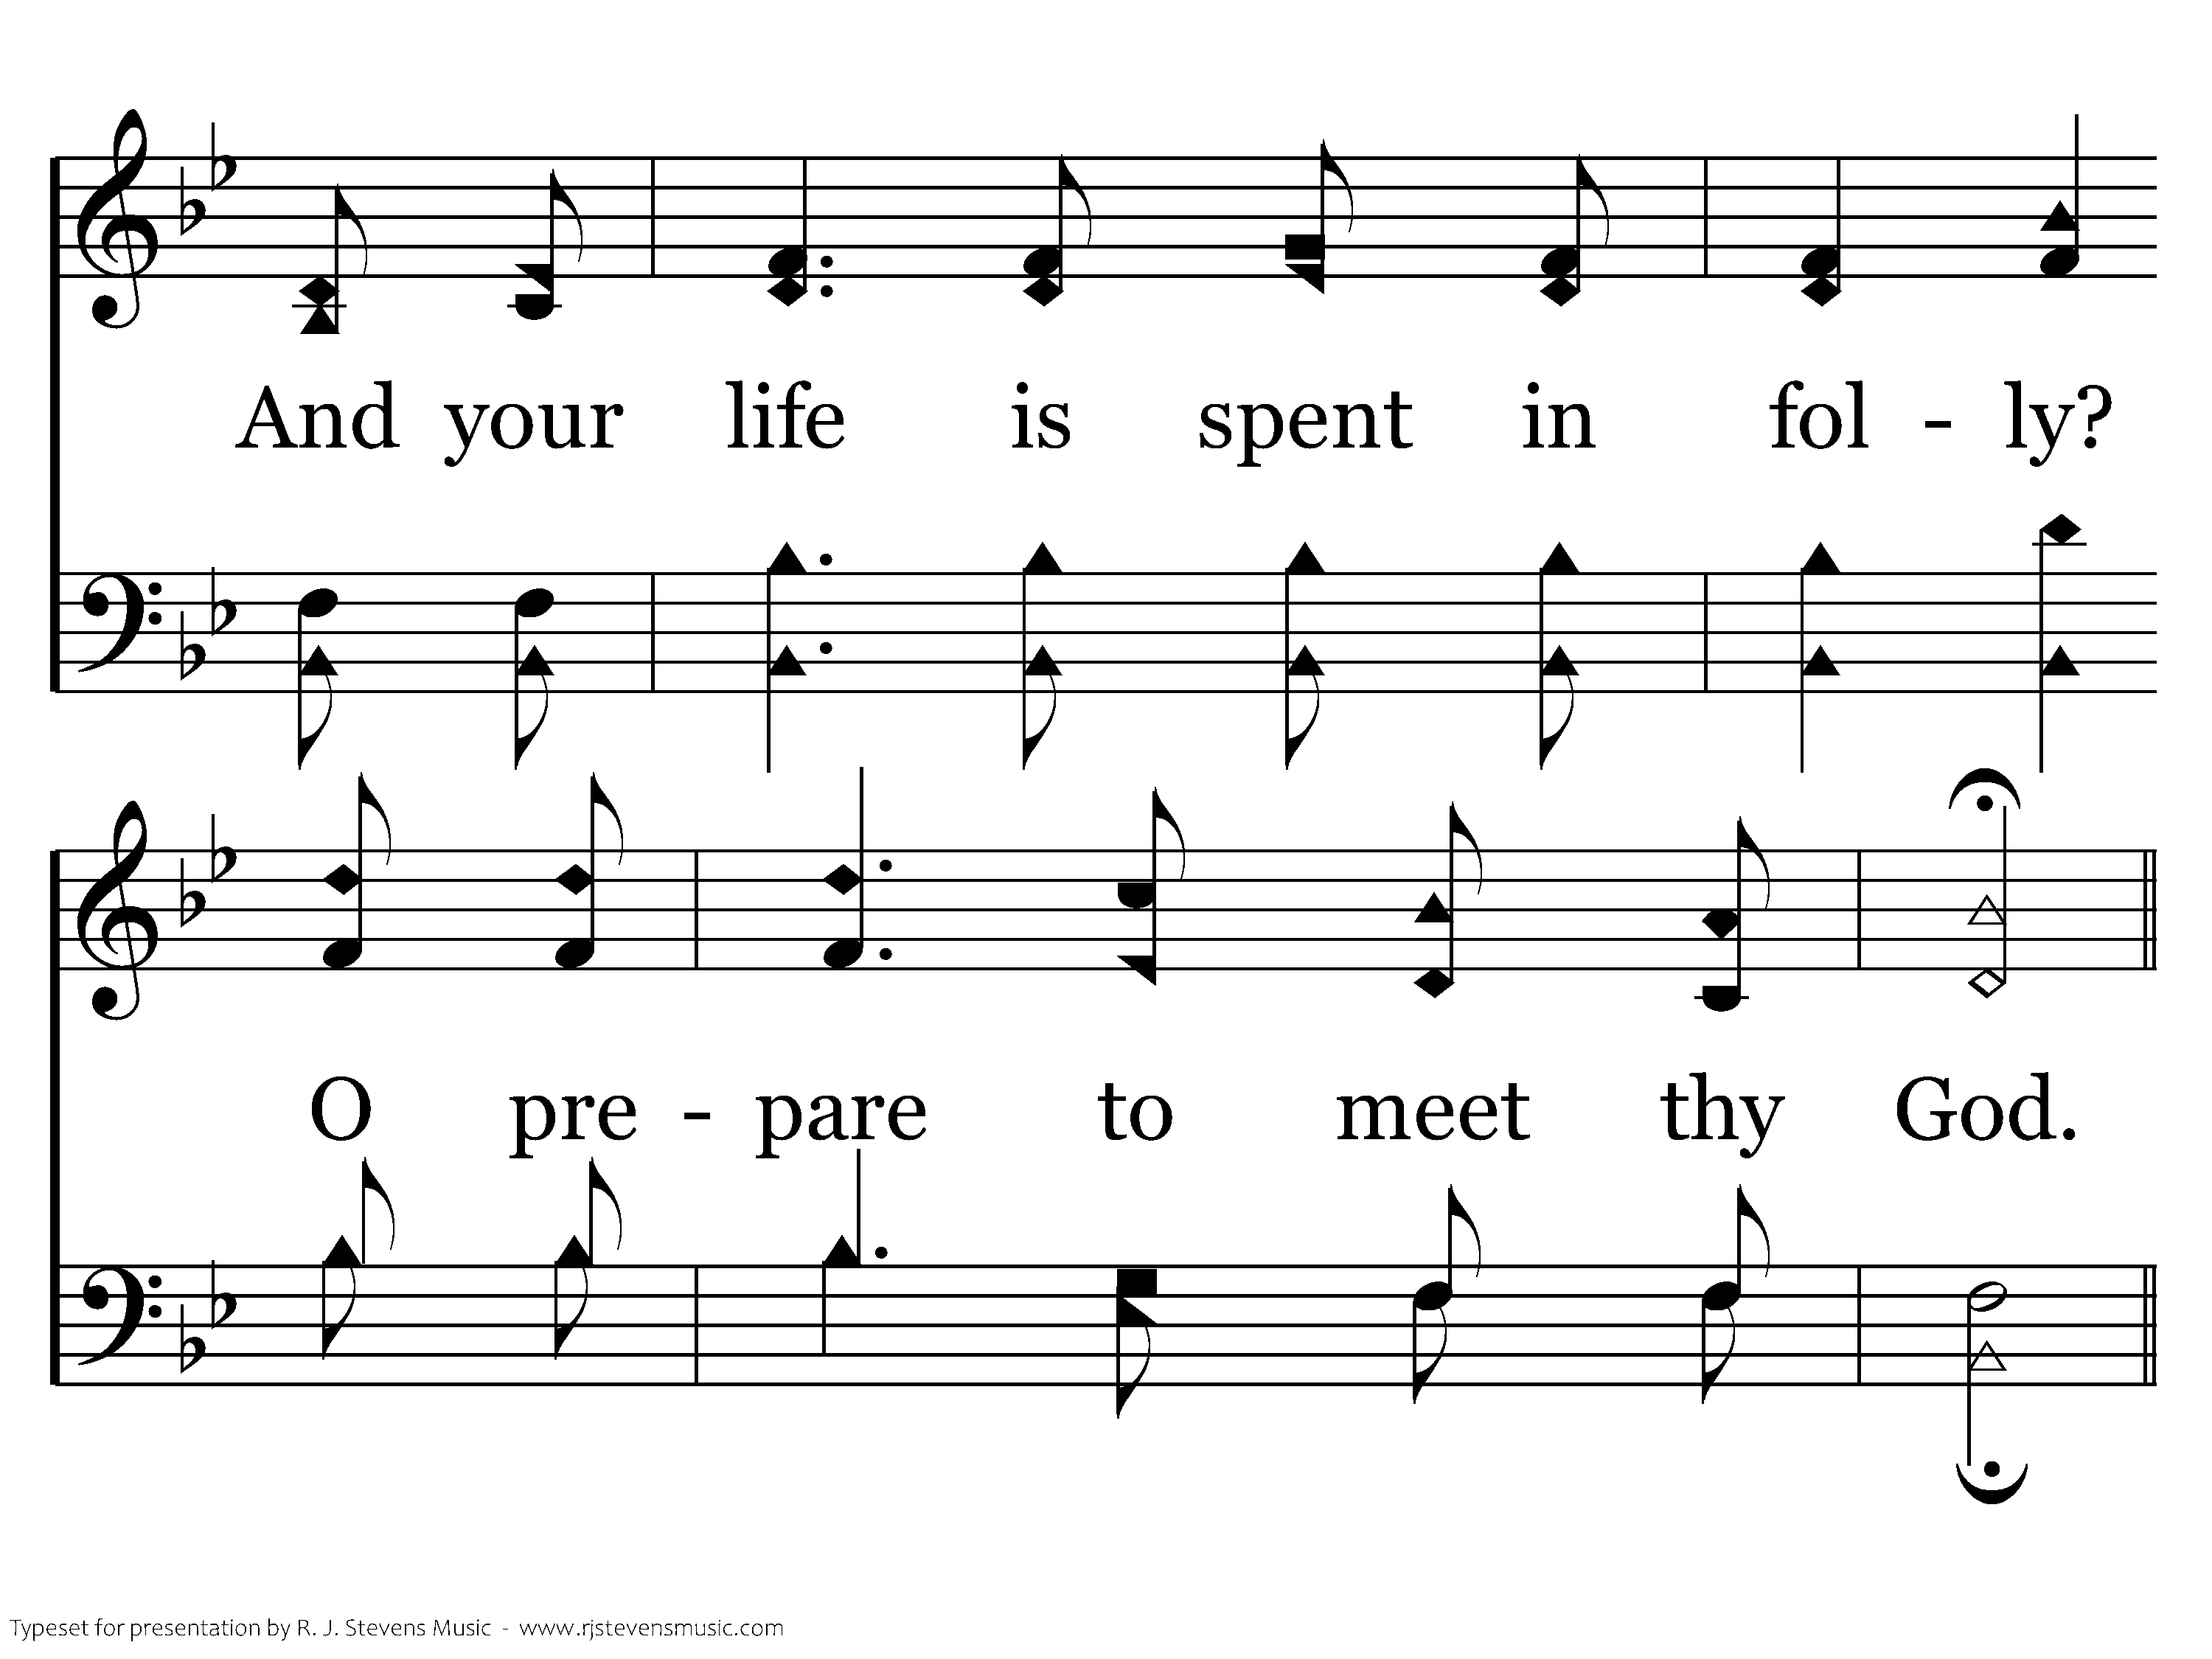 And your life is spent in fol - ly?
O pre - pare to meet thy God.
Typeset for presentation by R. J. Stevens Music - www.rjstevensmusic.com